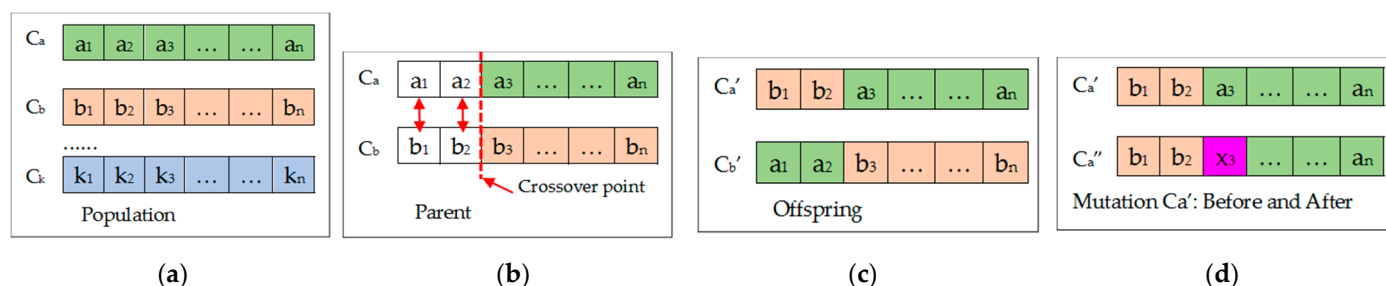 Ca a1 a2 a3 … … an
Cb b1 b2 b3 … … bn
......
Ck k1 k2 k3 … … kn
Population
(a)
Ca a1 a2 a3 … … an
Cb b1 b2 b3 … … bn
Crossover point
Parent
(b)
Ca′ b1 b2 a3 … … an
Cb′ a1 a2 b3 … … bn
Offspring
(c)
Ca′ b1 b2 a3 … … an
Ca″ b1 b2 x3 … … an
Mutation Ca′: Before and After
(d)